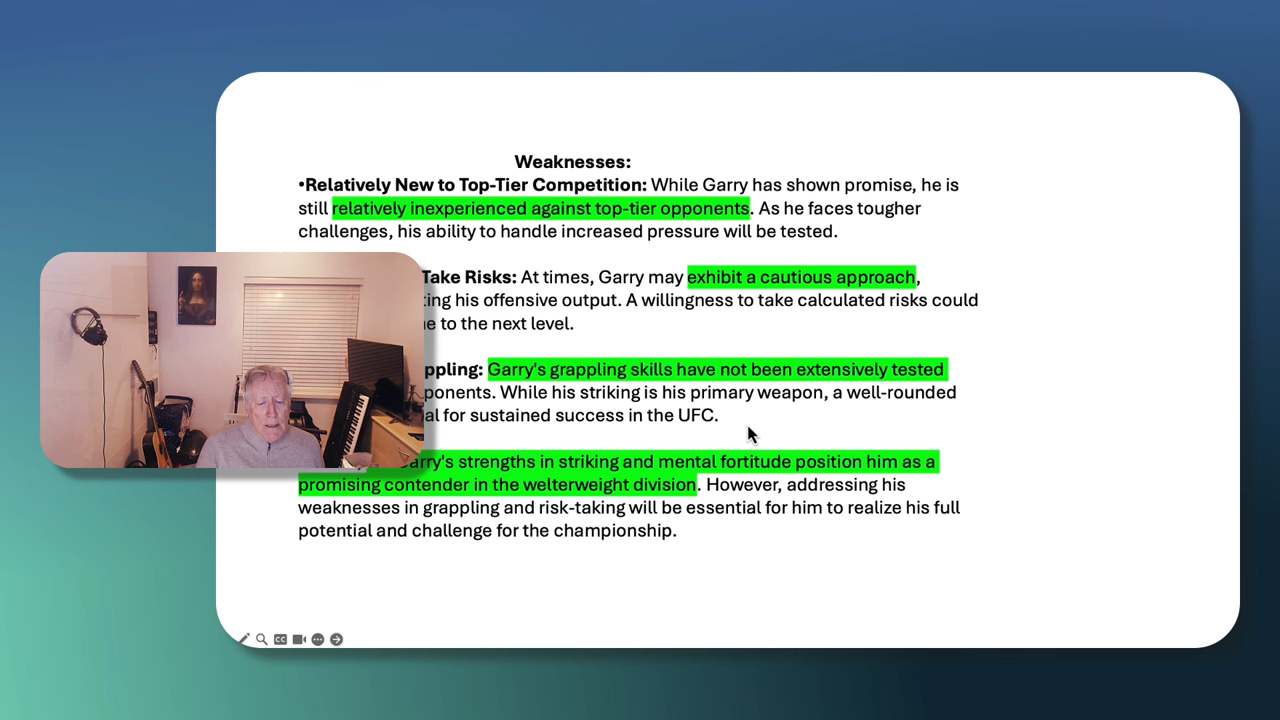 Weaknesses:
•Relatively New to Top-Tier Competition: While Garry has shown promise, he is
still relatively inexperienced against top-tier opponents. As he faces tougher
challenges, his ability to handle increased pressure will be tested.
Take Risks: At times, Garry may exhibit a cautious approach,
ting his offensive output. A willingness to take calculated risks could
e to the next level.
ppling: Garry's grappling skills have not been extensively tested
ponents. While his striking is his primary weapon, a well-rounded
al for sustained success in the UFC.
arry's strengths in striking and mental fortitude position him as a
promising contender in the welterweight division. However, addressing his
weaknesses in grappling and risk-taking will be essential for him to realize his full
potential and challenge for the championship.
CC